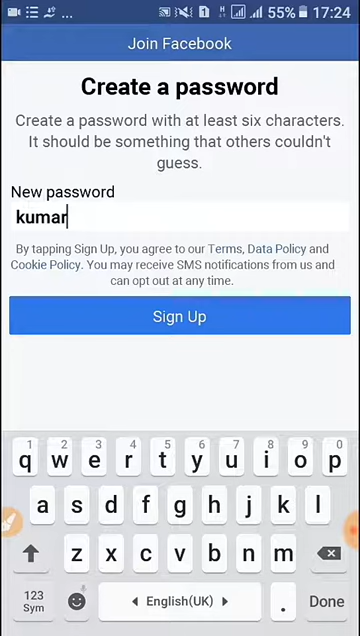 ... 55% 17:24
Join Facebook
Create a password
Create a password with at least six characters.
It should be something that others couldn't
guess.
New password
kumar
By tapping Sign Up, you agree to our Terms, Data Policy and
Cookie Policy. You may receive SMS notifications from us and
can opt out at any time.
Sign Up
1 2 3 4 5 6 7 8 9 0
q w e r t y u i o p
a s d f g h j k l
z x c v b n m
123
Sym
English(UK)
. Done